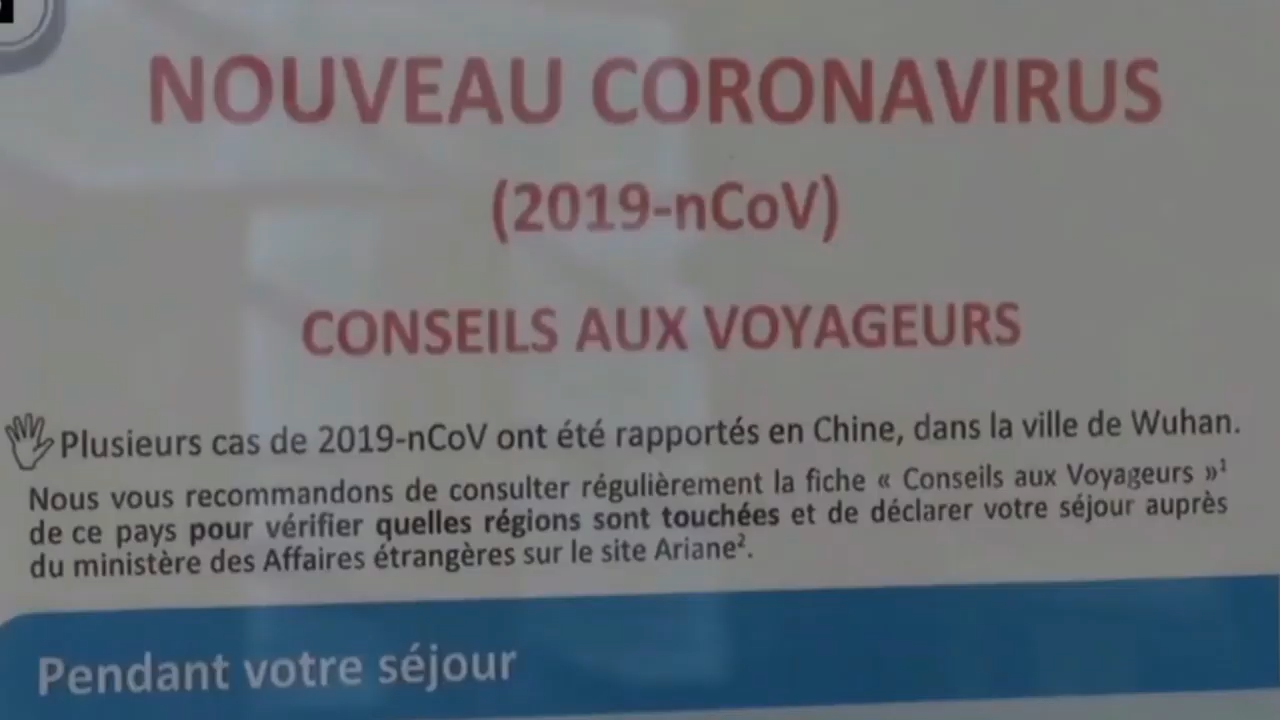 NOUVEAU CORONAVIRUS
(2019-nCoV)
CONSEILS AUX VOYAGEURS
Plusieurs cas de 2019-nCoV ont été rapportés en Chine, dans la ville de Wuhan.
Nous vous recommandons de consulter régulièrement la fiche « Conseils aux Voyageurs »¹
de ce pays pour vérifier quelles régions sont touchées et de déclarer votre séjour auprès
du ministère des Affaires étrangères sur le site Ariane².
Pendant votre séjour